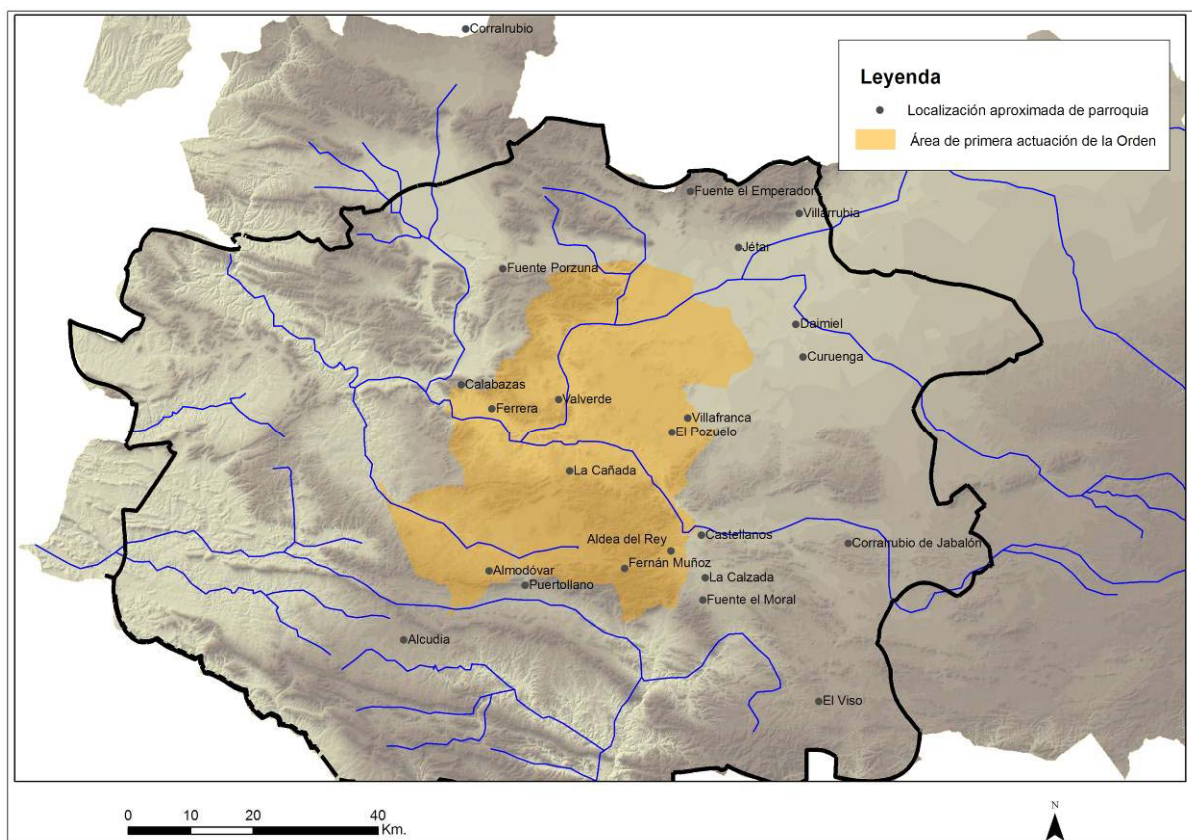 Corralrubio
Leyenda
Localización aproximada de parroquia
Área de primera actuación de la Orden
Fuente el Emperador
Villarrubia
Jétar
Fuente Porzuna
Daimiel
Curuenga
Calabazas
Valverde
Ferrera
Villafranca
El Pozuelo
La Cañada
Castellanos
Corralrubio de Jabalón
Aldea del Rey
Fernán Muñoz
Almodóvar
La Calzada
Puertollano
Fuente el Moral
Alcudia
El Viso
0 10 20 40
Km.
N